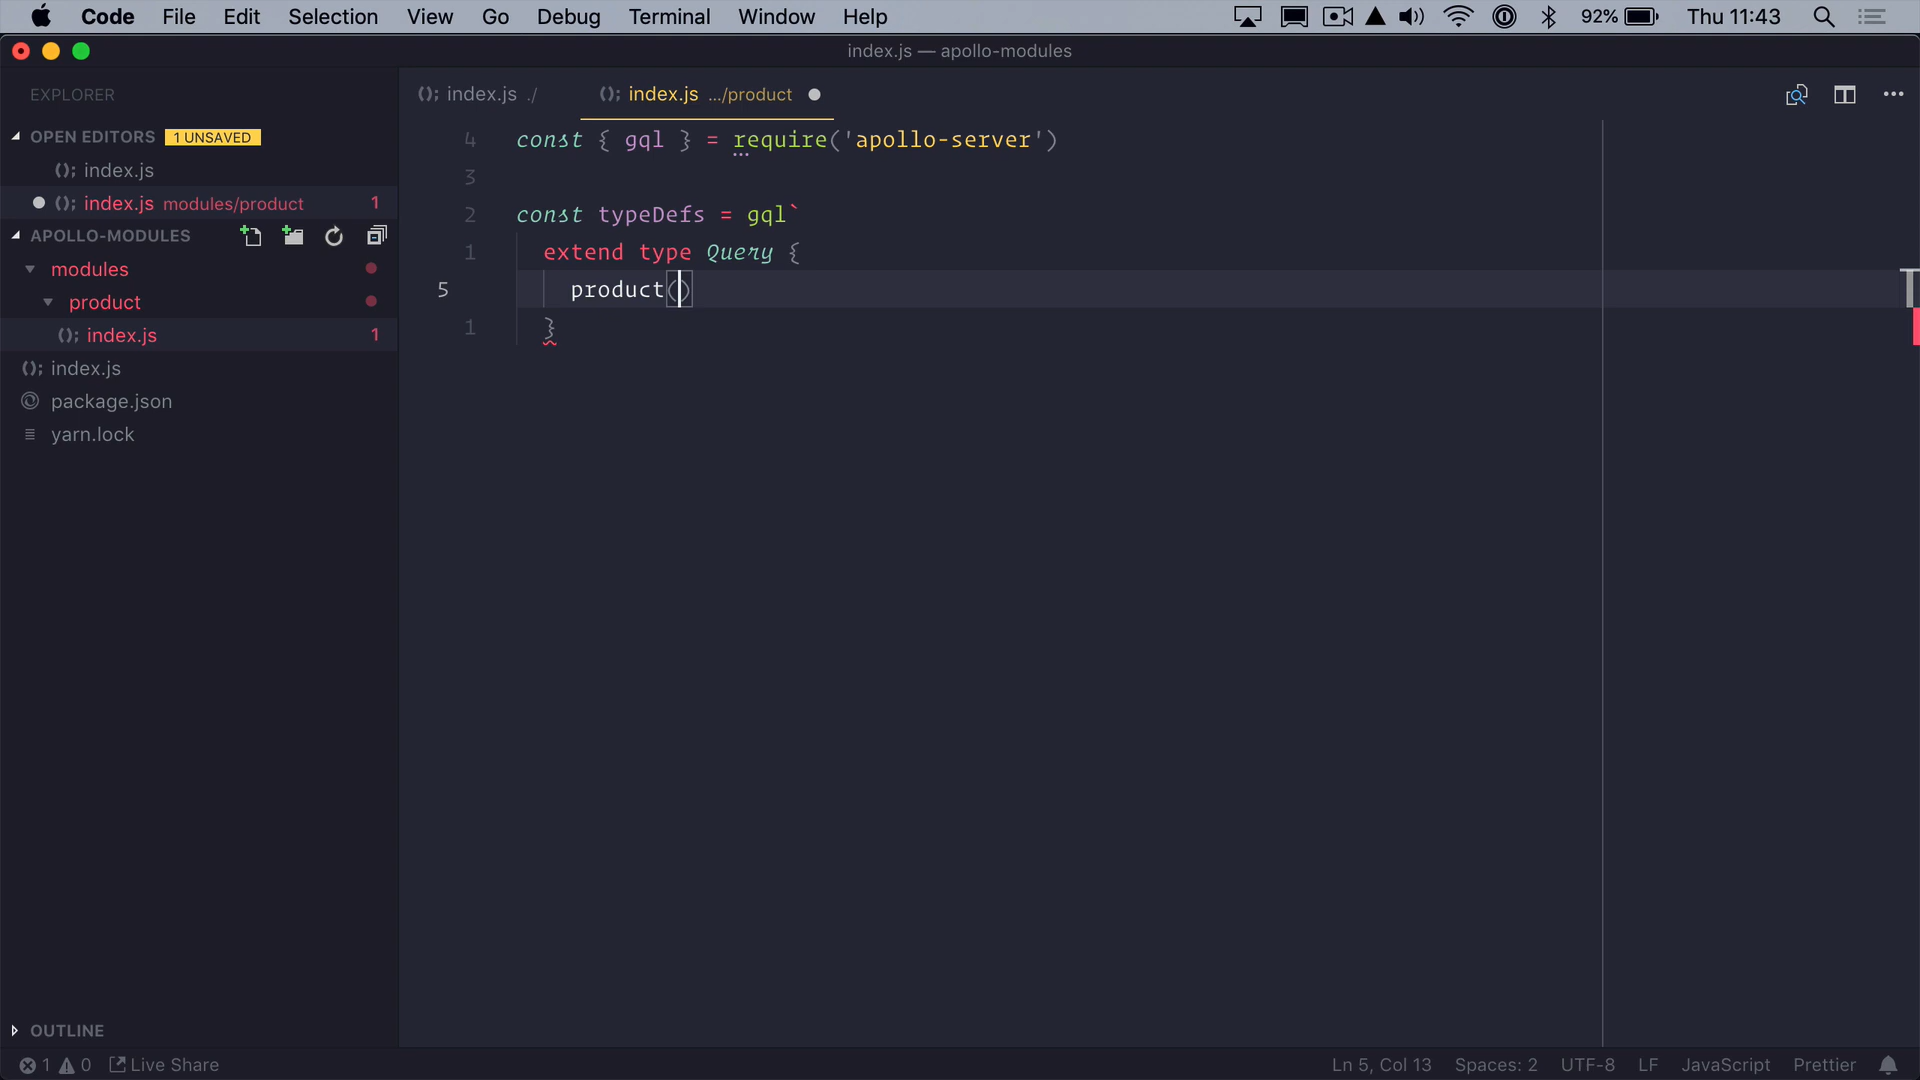 Code File Edit Selection View Go Debug Terminal Window Help 92% Thu 11:43
index.js — apollo-modules
EXPLORER
OPEN EDITORS 1 UNSAVED
index.js
index.js modules/product 1
APOLLO-MODULES
modules
product
index.js 1
index.js
package.json
yarn.lock
OUTLINE
index.js ./
index.js .../product
4 const { gql } = require('apollo-server')
3
2 const typeDefs = gql`
1 extend type Query {
5 product()
1 }
1 0 Live Share Ln 5, Col 13 Spaces: 2 UTF-8 LF JavaScript Prettier